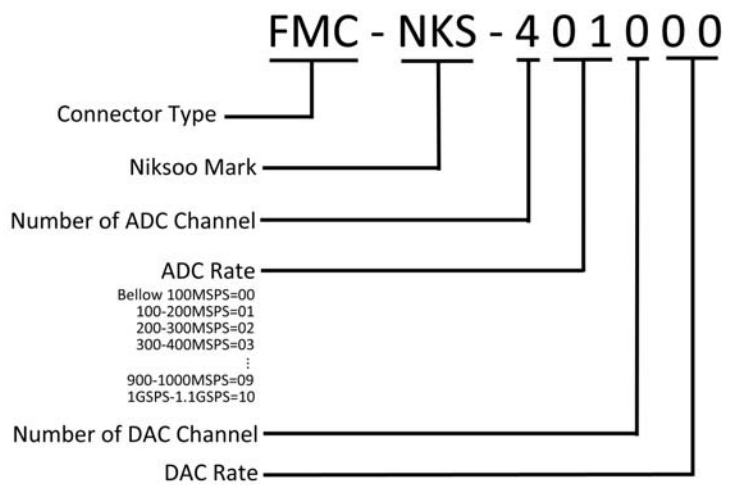 FMC - NKS - 4 0 1 0 0 0
Connector Type
Niksoo Mark
Number of ADC Channel
ADC Rate
Bellow 100MSPS=00
100-200MSPS=01
200-300MSPS=02
300-400MSPS=03
⋮
900-1000MSPS=09
1GSPS-1.1GSPS=10
Number of DAC Channel
DAC Rate